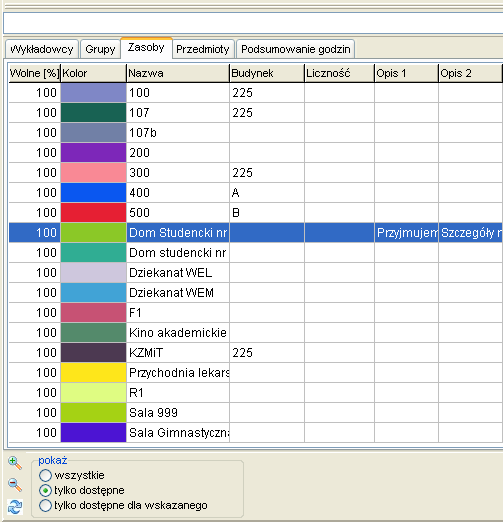 Wykładowcy Grupy Zasoby Przedmioty Podsumowanie godzin
Wolne [%] Kolor Nazwa Budynek Liczność Opis 1 Opis 2
100 100 225
100 107 225
100 107b
100 200
100 300 225
100 400 A
100 500 B
100 Dom Studencki nr Przyjmujem Szczegóły n
100 Dom studencki nr
100 Dziekanat WEL
100 Dziekanat WEM
100 F1
100 Kino akademickie
100 KZMiT 225
100 Przychodnia lekars
100 R1
100 Sala 999
100 Sala Gimnastyczna
pokaż
wszystkie
tylko dostępne
tylko dostępne dla wskazanego